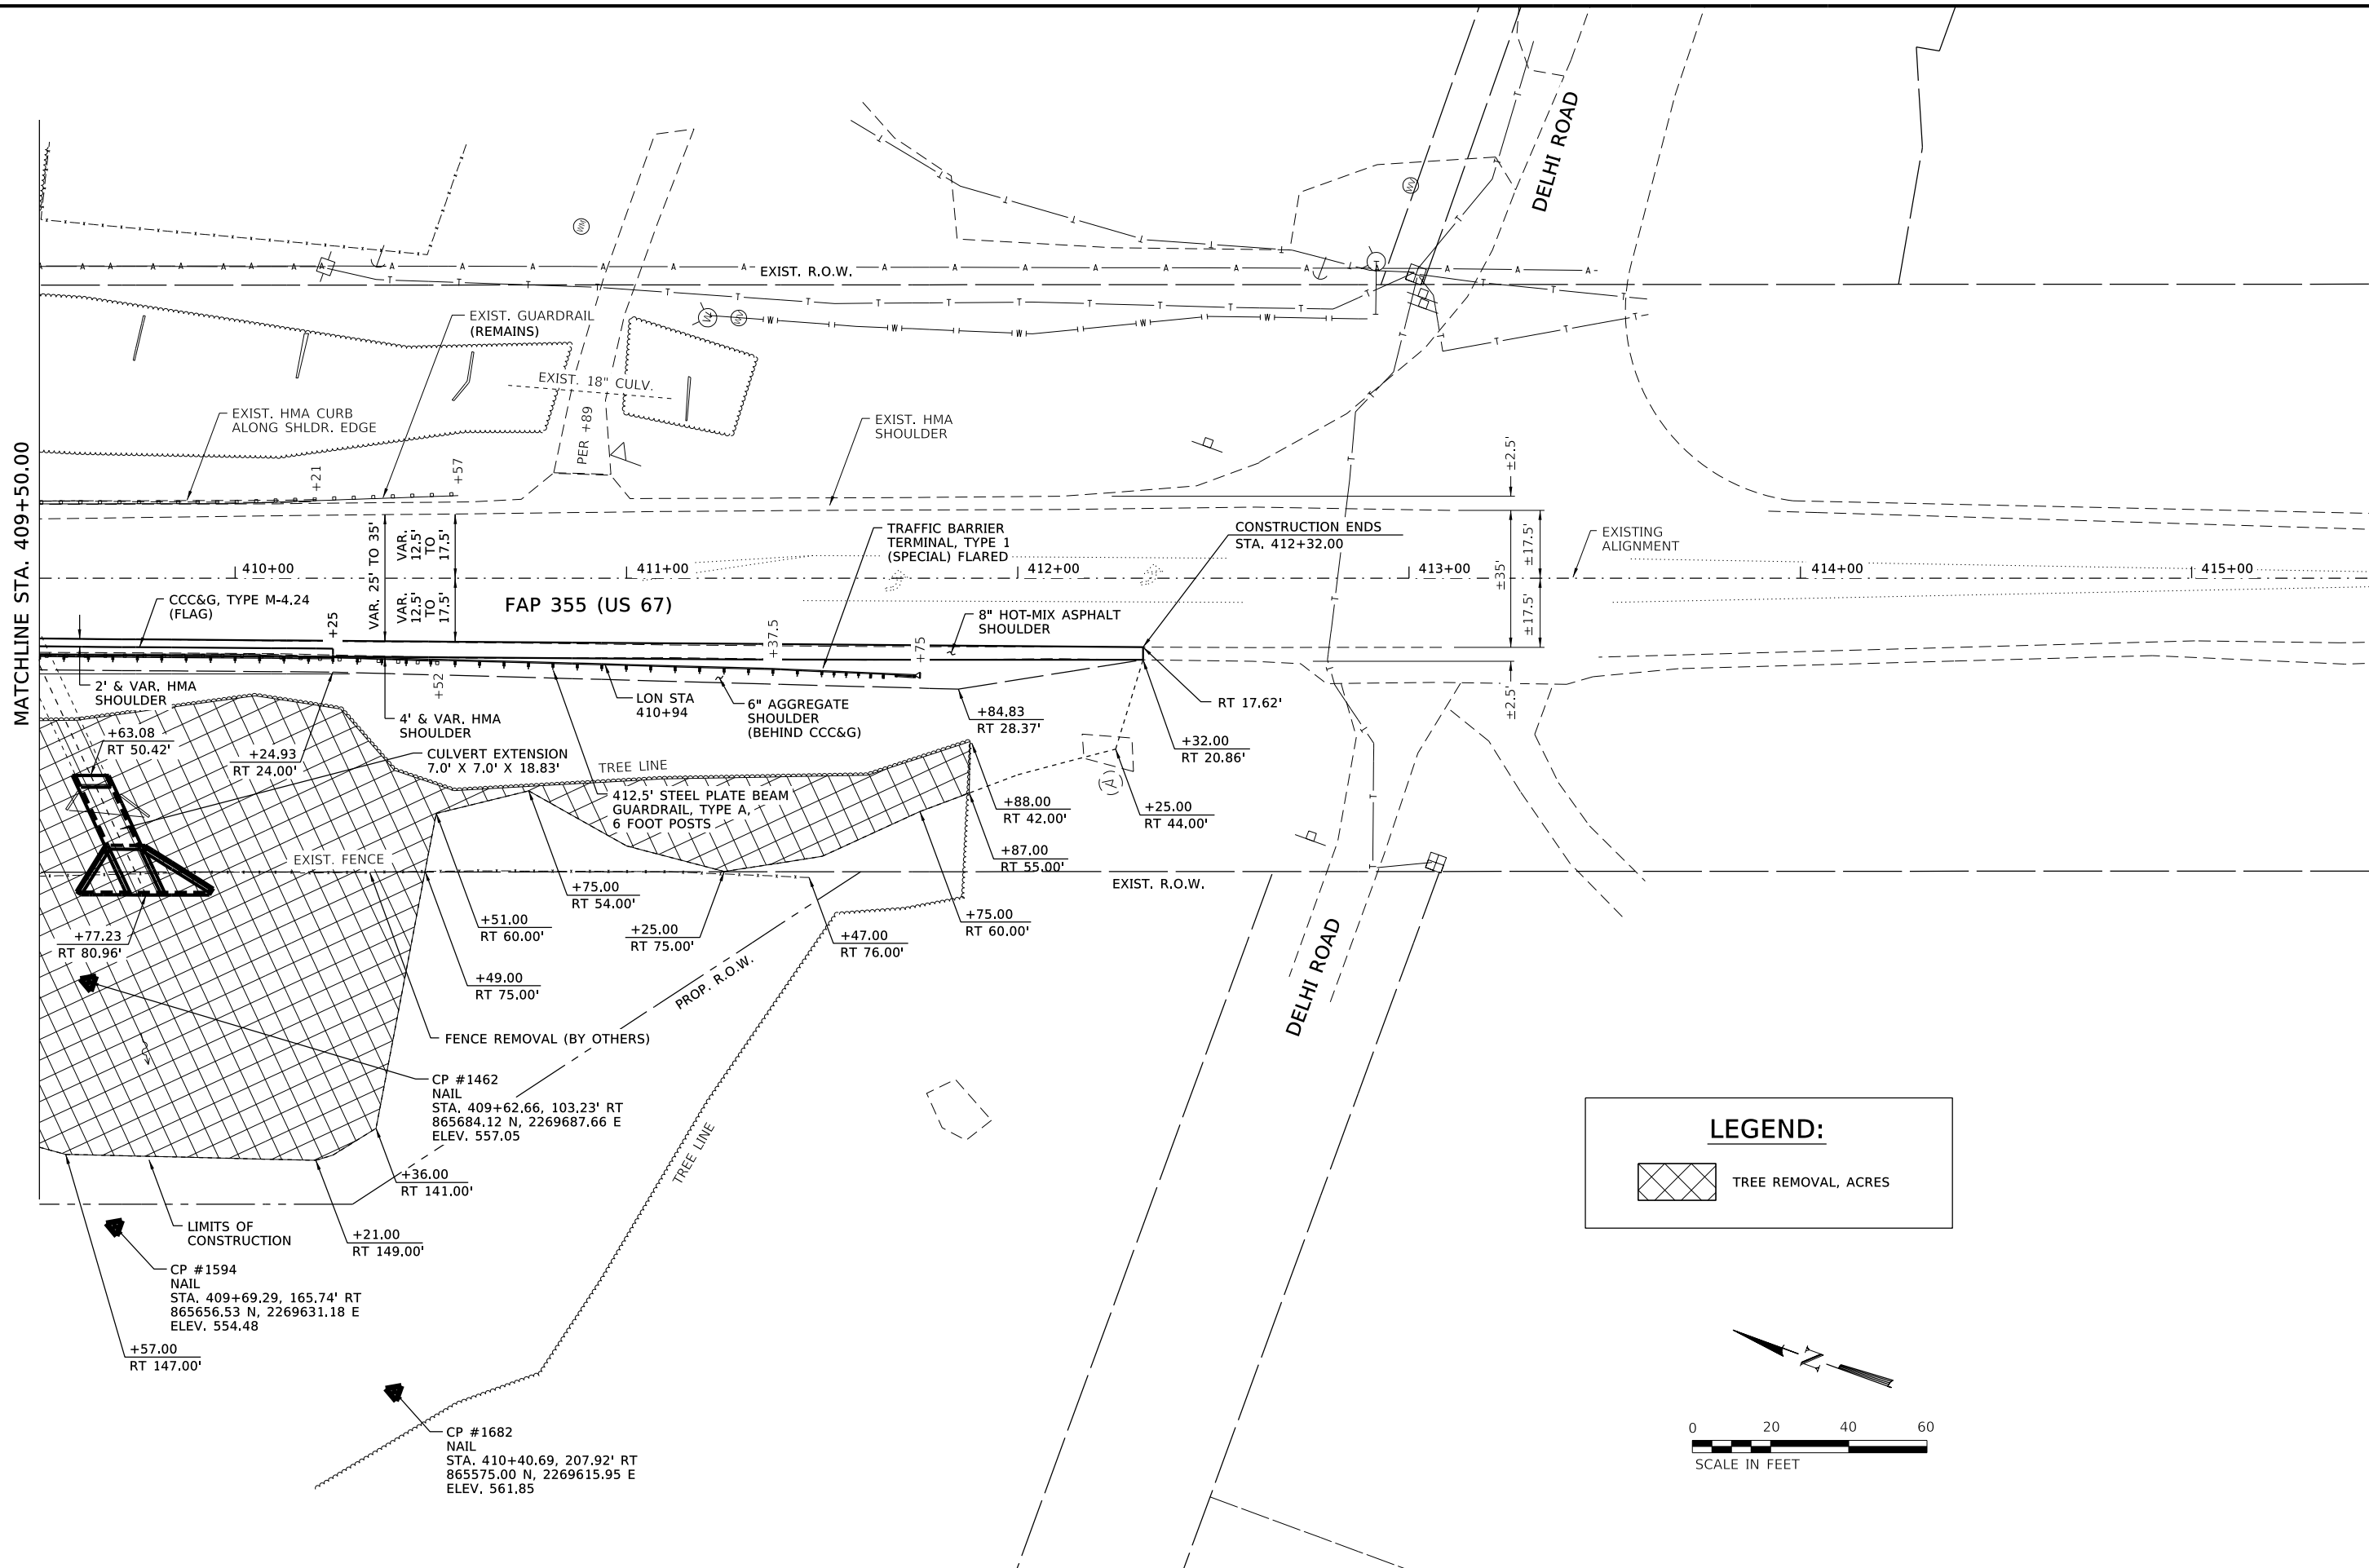 DELHI ROAD
EXIST. R.O.W.
EXIST. GUARDRAIL
(REMAINS)
EXIST. 18" CULV.
EXIST. HMA CURB
ALONG SHLDR. EDGE
PER +89
EXIST. HMA
SHOULDER
+21
+57
±2.5'
MATCHLINE STA. 409+50.00
VAR. 25' TO 35'
VAR.
12.5'
TO
17.5'
VAR.
12.5'
TO
17.5'
TRAFFIC BARRIER
TERMINAL, TYPE 1
(SPECIAL) FLARED
CONSTRUCTION ENDS
STA. 412+32.00
±35'
±17.5'
±17.5'
EXISTING
ALIGNMENT
410+00
411+00
412+00
413+00
414+00
415+00
CCC&G, TYPE M-4.24
(FLAG)
+25
FAP 355 (US 67)
+37.5
8" HOT-MIX ASPHALT
SHOULDER
+75
2' & VAR. HMA
SHOULDER
+52
4' & VAR. HMA
SHOULDER
LON STA
410+94
6" AGGREGATE
SHOULDER
(BEHIND CCC&G)
+84.83
RT 28.37'
RT 17.62'
±2.5'
+32.00
RT 20.86'
+63.08
RT 50.42'
+24.93
RT 24.00'
CULVERT EXTENSION
7.0' X 7.0' X 18.83'
TREE LINE
412.5' STEEL PLATE BEAM
GUARDRAIL, TYPE A,
6 FOOT POSTS
(A)
+88.00
RT 42.00'
+25.00
RT 44.00'
EXIST. FENCE
+87.00
RT 55.00'
EXIST. R.O.W.
+75.00
RT 54.00'
+51.00
RT 60.00'
+25.00
RT 75.00'
+47.00
RT 76.00'
+75.00
RT 60.00'
+77.23
RT 80.96'
+49.00
RT 75.00'
PROP. R.O.W.
DELHI ROAD
FENCE REMOVAL (BY OTHERS)
CP #1462
NAIL
STA. 409+62.66, 103.23' RT
865684.12 N, 2269687.66 E
ELEV. 557.05
TREE LINE
+36.00
RT 141.00'
LIMITS OF
CONSTRUCTION
+21.00
RT 149.00'
CP #1594
NAIL
STA. 409+69.29, 165.74' RT
865656.53 N, 2269631.18 E
ELEV. 554.48
+57.00
RT 147.00'
CP #1682
NAIL
STA. 410+40.69, 207.92' RT
865575.00 N, 2269615.95 E
ELEV. 561.85
LEGEND:
TREE REMOVAL, ACRES
N
0 20 40 60
SCALE IN FEET